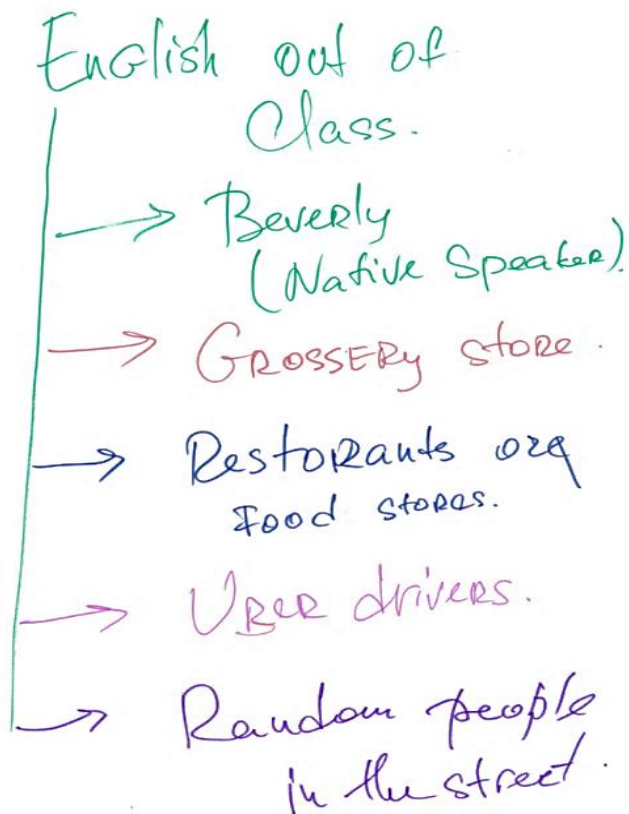 English out of
Class.
Beverly
(Native Speaker).
Grossery store.
Restorants
Food stores.
Uber drivers.
Random people
in the street.